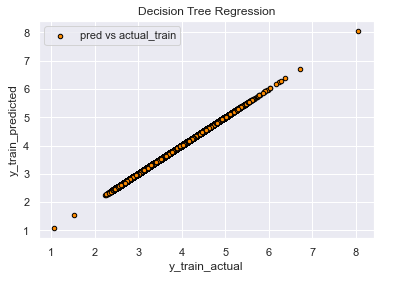 Decision Tree Regression
pred vs actual_train
y_train_predicted
8
7
6
5
4
3
2
1
1 2 3 4 5 6 7 8
y_train_actual